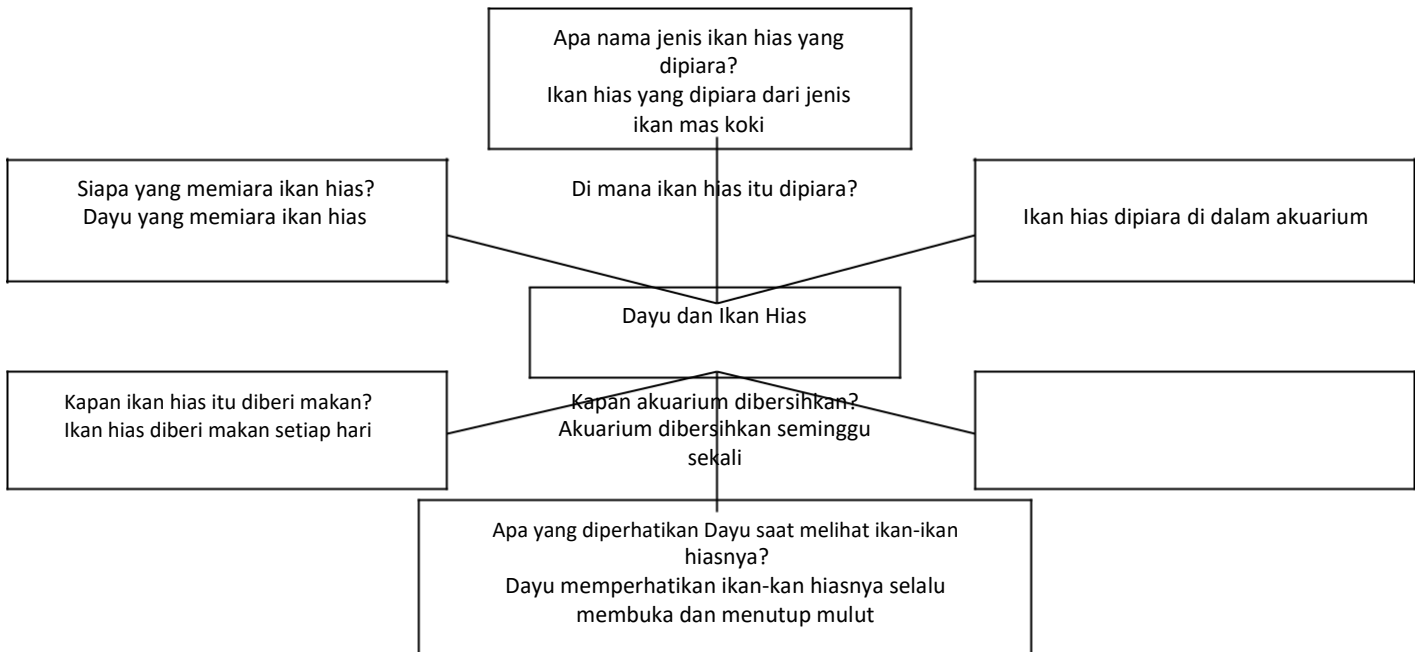 Apa nama jenis ikan hias yang
dipiara?
Ikan hias yang dipiara dari jenis
ikan mas koki
Siapa yang memiara ikan hias?
Dayu yang memiara ikan hias
Di mana ikan hias itu dipiara?
Ikan hias dipiara di dalam akuarium
Dayu dan Ikan Hias
Kapan ikan hias itu diberi makan?
Ikan hias diberi makan setiap hari
Kapan akuarium dibersihkan?
Akuarium dibersihkan seminggu
sekali
Apa yang diperhatikan Dayu saat melihat ikan-ikan
hiasnya?
Dayu memperhatikan ikan-kan hiasnya selalu
membuka dan menutup mulut